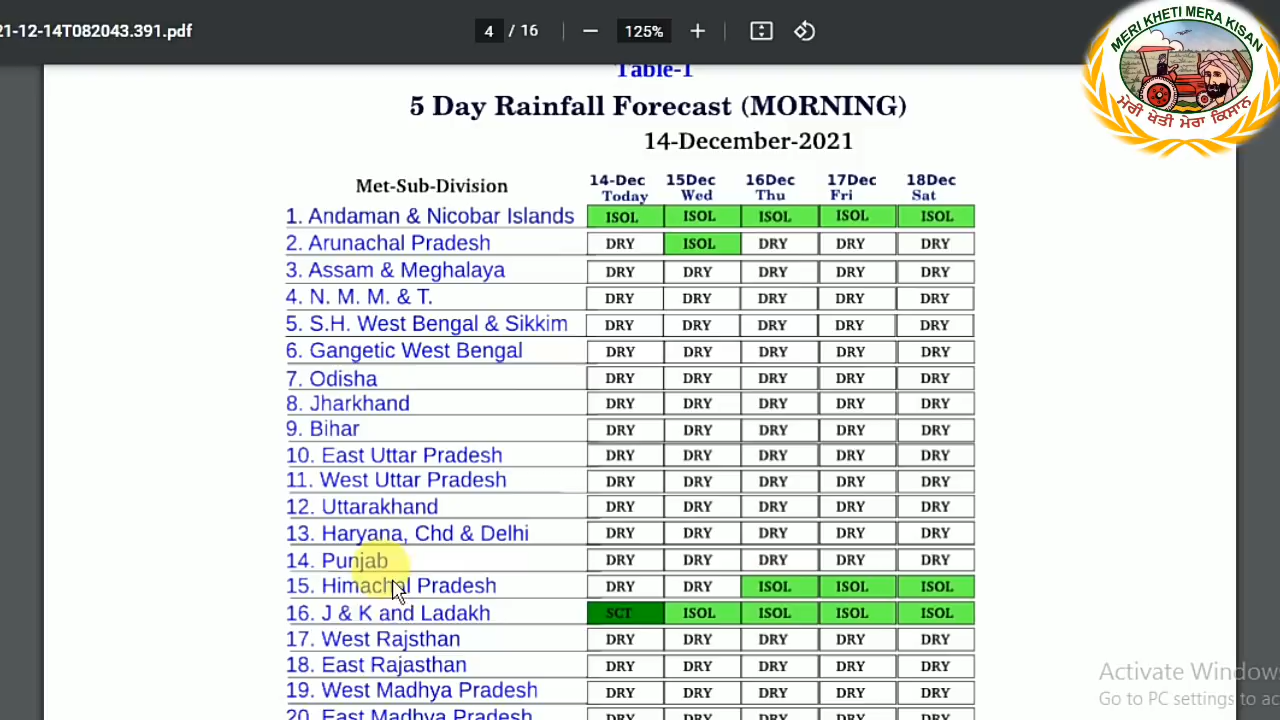 21-12-14T082043.391.pdf
4 / 16
125%
MERI KHETI MERA KISAN
ਮੇਰੀ ਖੇਤੀ ਮੇਰਾ ਕਿਸਾਨ
Table-1
5 Day Rainfall Forecast (MORNING)
14-December-2021
Met-Sub-Division 14-Dec Today 15Dec Wed 16Dec Thu 17Dec Fri 18Dec Sat
1. Andaman & Nicobar Islands ISOL ISOL ISOL ISOL ISOL
2. Arunachal Pradesh DRY ISOL DRY DRY DRY
3. Assam & Meghalaya DRY DRY DRY DRY DRY
4. N. M. M. & T. DRY DRY DRY DRY DRY
5. S.H. West Bengal & Sikkim DRY DRY DRY DRY DRY
6. Gangetic West Bengal DRY DRY DRY DRY DRY
7. Odisha DRY DRY DRY DRY DRY
8. Jharkhand DRY DRY DRY DRY DRY
9. Bihar DRY DRY DRY DRY DRY
10. East Uttar Pradesh DRY DRY DRY DRY DRY
11. West Uttar Pradesh DRY DRY DRY DRY DRY
12. Uttarakhand DRY DRY DRY DRY DRY
13. Haryana, Chd & Delhi DRY DRY DRY DRY DRY
14. Punjab DRY DRY DRY DRY DRY
15. Himachal Pradesh DRY DRY ISOL ISOL ISOL
16. J & K and Ladakh SCT ISOL ISOL ISOL ISOL
17. West Rajsthan DRY DRY DRY DRY DRY
18. East Rajasthan DRY DRY DRY DRY DRY
19. West Madhya Pradesh DRY DRY DRY DRY DRY
20. East Madhya Pradesh DRY DRY DRY DRY DRY
Activate Windows
Go to PC settings to ac